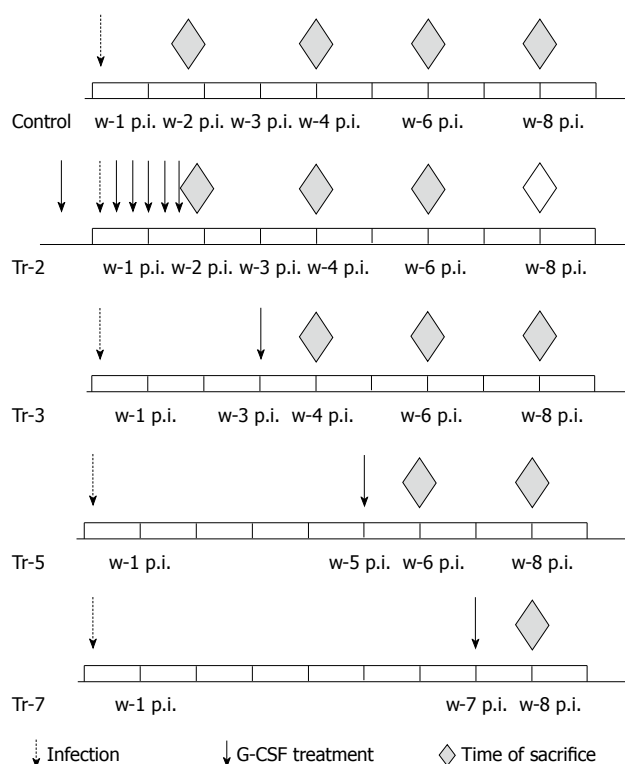 Control w-1 p.i. w-2 p.i. w-3 p.i. w-4 p.i. w-6 p.i. w-8 p.i.
Tr-2 w-1 p.i. w-2 p.i. w-3 p.i. w-4 p.i. w-6 p.i. w-8 p.i.
Tr-3 w-1 p.i. w-3 p.i. w-4 p.i. w-6 p.i. w-8 p.i.
Tr-5 w-1 p.i. w-5 p.i. w-6 p.i. w-8 p.i.
Tr-7 w-1 p.i. w-7 p.i. w-8 p.i.
Infection G-CSF treatment Time of sacrifice